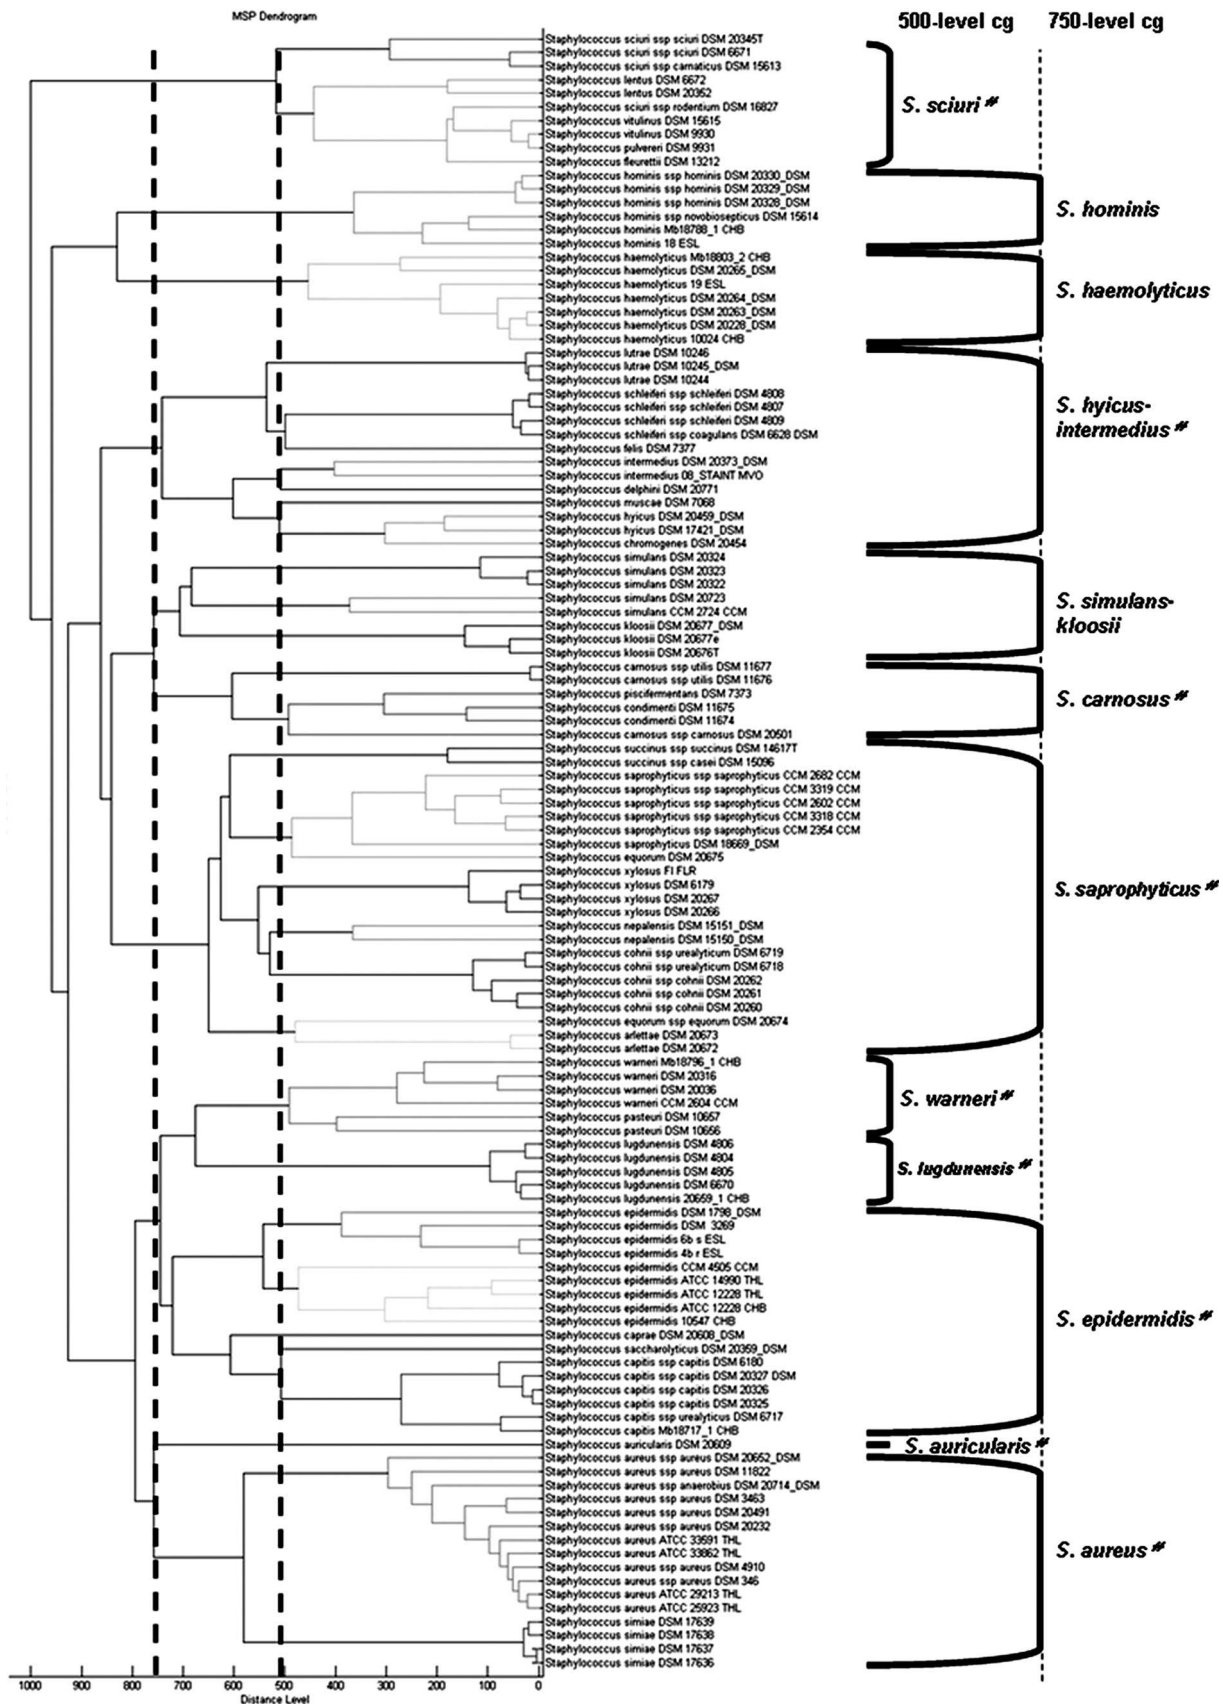 MSP Dendrogram
500-level cg
750-level cg
Staphylococcus sciuri ssp sciuri DSM 20345T
Staphylococcus sciuri ssp sciuri DSM 6671
Staphylococcus sciuri ssp carnaticus DSM 15613
Staphylococcus lentus DSM 6672
Staphylococcus lentus DSM 20352
Staphylococcus sciuri ssp rodentium DSM 16827
Staphylococcus vitulinus DSM 15615
Staphylococcus vitulinus DSM 9930
Staphylococcus pulvereri DSM 9931
Staphylococcus fleurettii DSM 13212
Staphylococcus hominis ssp hominis DSM 20330_DSM
Staphylococcus hominis ssp hominis DSM 20329_DSM
Staphylococcus hominis ssp hominis DSM 20328_DSM
Staphylococcus hominis ssp novobiosepticus DSM 15614
Staphylococcus hominis Mb18788_1 CHB
Staphylococcus hominis 18 ESL
Staphylococcus haemolyticus Mb18803_2 CHB
Staphylococcus haemolyticus DSM 20265_DSM
Staphylococcus haemolyticus 19 ESL
Staphylococcus haemolyticus DSM 20264_DSM
Staphylococcus haemolyticus DSM 20263_DSM
Staphylococcus haemolyticus DSM 20228_DSM
Staphylococcus haemolyticus 10024 CHB
Staphylococcus lutrae DSM 10246
Staphylococcus lutrae DSM 10245_DSM
Staphylococcus lutrae DSM 10244
Staphylococcus schleiferi ssp schleiferi DSM 4808
Staphylococcus schleiferi ssp schleiferi DSM 4807
Staphylococcus schleiferi ssp schleiferi DSM 4809
Staphylococcus schleiferi ssp coagulans DSM 6628 DSM
Staphylococcus felis DSM 7377
Staphylococcus intermedius DSM 20373_DSM
Staphylococcus intermedius 08_STAINT MVO
Staphylococcus delphini DSM 20771
Staphylococcus muscae DSM 7068
Staphylococcus hyicus DSM 20459_DSM
Staphylococcus hyicus DSM 17421_DSM
Staphylococcus chromogenes DSM 20454
Staphylococcus simulans DSM 20324
Staphylococcus simulans DSM 20323
Staphylococcus simulans DSM 20322
Staphylococcus simulans DSM 20723
Staphylococcus simulans CCM 2724 CCM
Staphylococcus kloosii DSM 20677_DSM
Staphylococcus kloosii DSM 20677e
Staphylococcus kloosii DSM 20676T
Staphylococcus carnosus ssp utilis DSM 11677
Staphylococcus carnosus ssp utilis DSM 11676
Staphylococcus piscifermentans DSM 7373
Staphylococcus condimenti DSM 11675
Staphylococcus condimenti DSM 11674
Staphylococcus carnosus ssp carnosus DSM 20501
Staphylococcus succinus ssp succinus DSM 14617T
Staphylococcus succinus ssp casei DSM 15096
Staphylococcus saprophyticus ssp saprophyticus CCM 2682 CCM
Staphylococcus saprophyticus ssp saprophyticus CCM 3319 CCM
Staphylococcus saprophyticus ssp saprophyticus CCM 2602 CCM
Staphylococcus saprophyticus ssp saprophyticus CCM 3318 CCM
Staphylococcus saprophyticus ssp saprophyticus CCM 2354 CCM
Staphylococcus saprophyticus DSM 18669_DSM
Staphylococcus equorum DSM 20675
Staphylococcus xylosus FI FLR
Staphylococcus xylosus DSM 6179
Staphylococcus xylosus DSM 20267
Staphylococcus xylosus DSM 20266
Staphylococcus nepalensis DSM 15151_DSM
Staphylococcus nepalensis DSM 15150_DSM
Staphylococcus cohnii ssp urealyticum DSM 6719
Staphylococcus cohnii ssp urealyticum DSM 6718
Staphylococcus cohnii ssp cohnii DSM 20262
Staphylococcus cohnii ssp cohnii DSM 20261
Staphylococcus cohnii ssp cohnii DSM 20260
Staphylococcus equorum ssp equorum DSM 20674
Staphylococcus arlettae DSM 20673
Staphylococcus arlettae DSM 20672
Staphylococcus warneri Mb18796_1 CHB
Staphylococcus warneri DSM 20316
Staphylococcus warneri DSM 20036
Staphylococcus warneri CCM 2604 CCM
Staphylococcus pasteuri DSM 10657
Staphylococcus pasteuri DSM 10656
Staphylococcus lugdunensis DSM 4806
Staphylococcus lugdunensis DSM 4804
Staphylococcus lugdunensis DSM 4805
Staphylococcus lugdunensis DSM 6670
Staphylococcus lugdunensis 20659_1 CHB
Staphylococcus epidermidis DSM 1798_DSM
Staphylococcus epidermidis DSM 3269
Staphylococcus epidermidis 6b s ESL
Staphylococcus epidermidis 4b r ESL
Staphylococcus epidermidis CCM 4505 CCM
Staphylococcus epidermidis ATCC 14990 THL
Staphylococcus epidermidis ATCC 12228 THL
Staphylococcus epidermidis ATCC 12228 CHB
Staphylococcus epidermidis 10547 CHB
Staphylococcus caprae DSM 20608_DSM
Staphylococcus saccharolyticus DSM 20359_DSM
Staphylococcus capitis ssp capitis DSM 6180
Staphylococcus capitis ssp capitis DSM 20327 DSM
Staphylococcus capitis ssp capitis DSM 20326
Staphylococcus capitis ssp capitis DSM 20325
Staphylococcus capitis ssp urealyticus DSM 6717
Staphylococcus capitis Mb18717_1 CHB
Staphylococcus auricularis DSM 20609
Staphylococcus aureus ssp aureus DSM 20652_DSM
Staphylococcus aureus ssp aureus DSM 11822
Staphylococcus aureus ssp anaerobius DSM 20714_DSM
Staphylococcus aureus ssp aureus DSM 3463
Staphylococcus aureus ssp aureus DSM 20491
Staphylococcus aureus ssp aureus DSM 20232
Staphylococcus aureus ATCC 33591 THL
Staphylococcus aureus ATCC 33862 THL
Staphylococcus aureus ssp aureus DSM 4910
Staphylococcus aureus ssp aureus DSM 346
Staphylococcus aureus ATCC 29213 THL
Staphylococcus aureus ATCC 25923 THL
Staphylococcus simiae DSM 17639
Staphylococcus simiae DSM 17638
Staphylococcus simiae DSM 17637
Staphylococcus simiae DSM 17636
S. sciuri #
S. hominis
S. haemolyticus
S. hyicus-
intermedius #
S. simulans-
kloosii
S. carnosus #
S. saprophyticus #
S. warneri #
S. lugdunensis #
S. epidermidis #
S. auricularis #
S. aureus #
1000 900 800 700 600 500 400 300 200 100 0
Distance Level